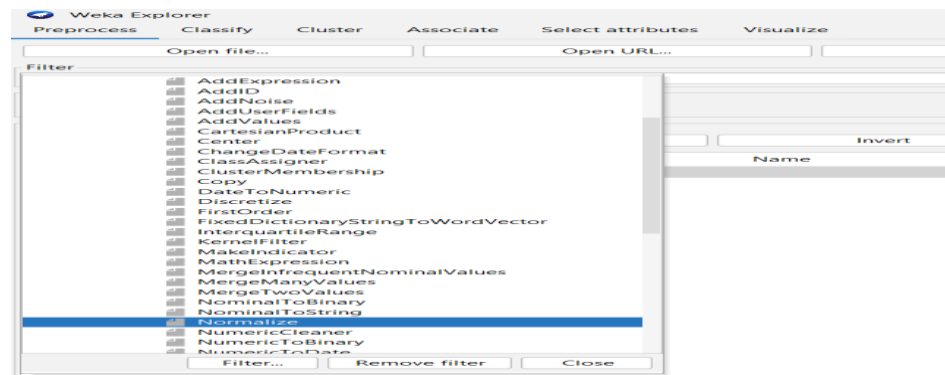 Weka Explorer
Preprocess Classify Cluster Associate Select attributes Visualize
Open file... Open URL...
Filter
AddExpression
AddID
AddNoise
AddUserFields
AddValues
CartesianProduct
Center
Invert
ChangeDateFormat
Name
ClassAssigner
ClusterMembership
Copy
DateToNumeric
Discretize
FirstOrder
FixedDictionaryStringToWordVector
InterquartileRange
KernelFilter
MakeIndicator
MathExpression
MergeInfrequentNominalValues
MergeManyValues
MergeTwoValues
NominalToBinary
NominalToString
Normalize
NumericCleaner
NumericToBinary
NumericToDate
Filter... Remove filter Close